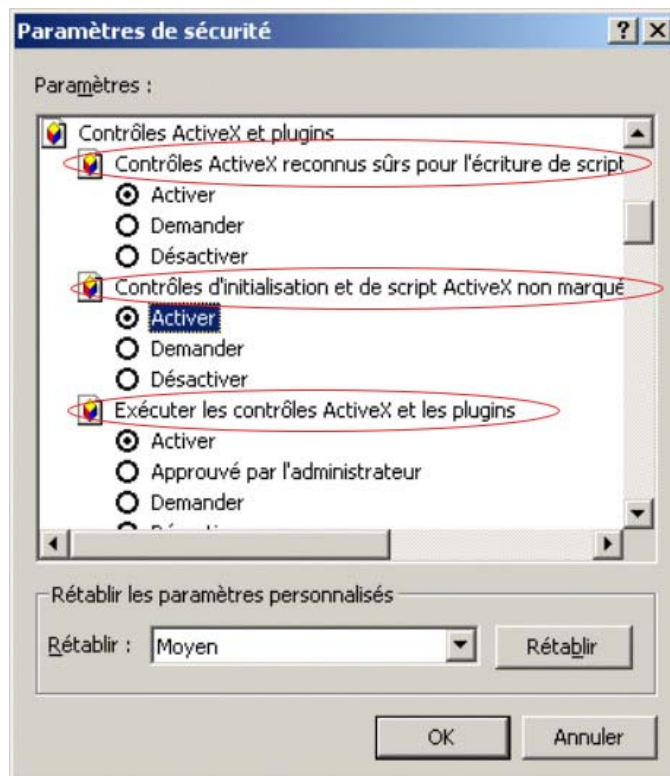 Paramètres de sécurité
Paramètres :
Contrôles ActiveX et plugins
Contrôles ActiveX reconnus sûrs pour l'écriture de script
Activer
Demander
Désactiver
Contrôles d'initialisation et de script ActiveX non marqué
Activer
Demander
Désactiver
Exécuter les contrôles ActiveX et les plugins
Activer
Approuvé par l'administrateur
Demander
Rétablir les paramètres personnalisés
Rétablir : Moyen Rétablir
OK Annuler